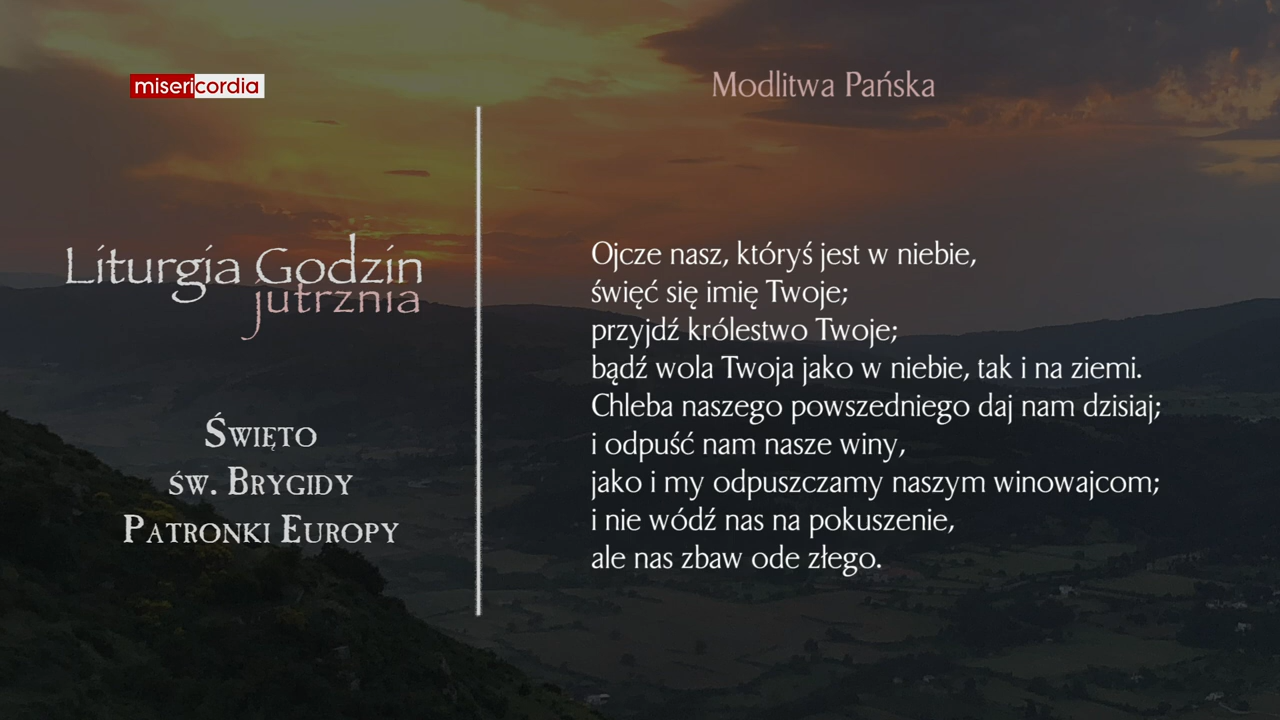 misericordia
Liturgia Godzin
jutrznia
Święto
św. Brygidy
Patronki Europy
Modlitwa Pańska
Ojcze nasz, któryś jest w niebie,
święć się imię Twoje;
przyjdź królestwo Twoje;
bądź wola Twoja jako w niebie, tak i na ziemi.
Chleba naszego powszedniego daj nam dzisiaj;
i odpuść nam nasze winy,
jako i my odpuszczamy naszym winowajcom;
i nie wódź nas na pokuszenie,
ale nas zbaw ode złego.